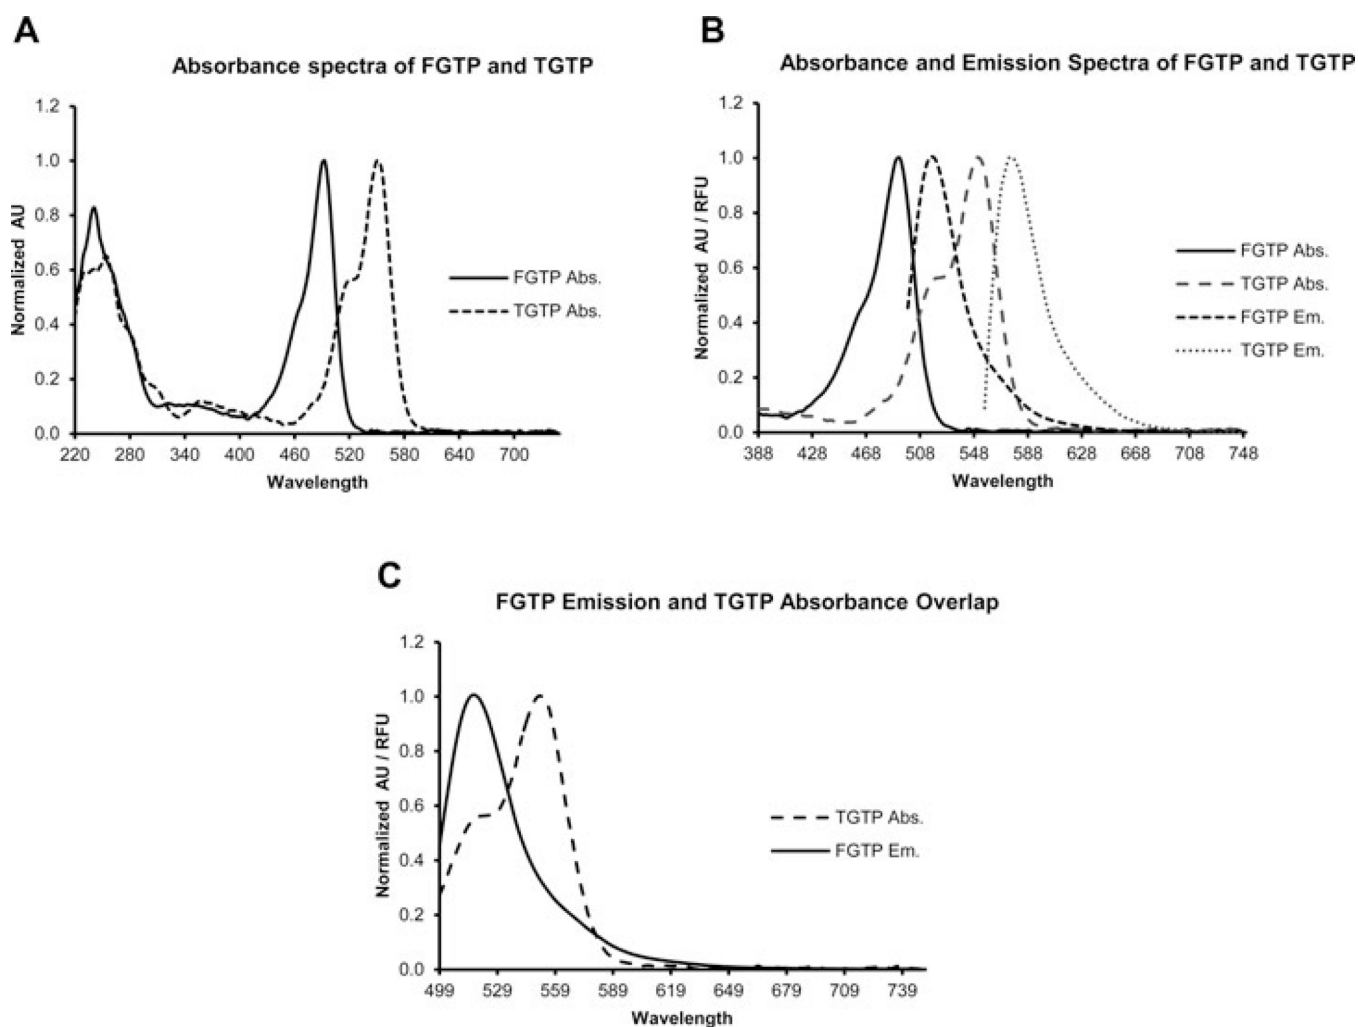 A
Absorbance spectra of FGTP and TGTP
Normalized AU
1.2
1.0
0.8
0.6
0.4
0.2
0.0
220 280 340 400 460 520 580 640 700
Wavelength
FGTP Abs.
TGTP Abs.
B
Absorbance and Emission Spectra of FGTP and TGTP
Normalized AU / RFU
1.2
1.0
0.8
0.6
0.4
0.2
0.0
388 428 468 508 548 588 628 668 708 748
Wavelength
FGTP Abs.
TGTP Abs.
FGTP Em.
TGTP Em.
C
FGTP Emission and TGTP Absorbance Overlap
Normalized AU / RFU
1.2
1.0
0.8
0.6
0.4
0.2
0.0
499 529 559 589 619 649 679 709 739
Wavelength
TGTP Abs.
FGTP Em.